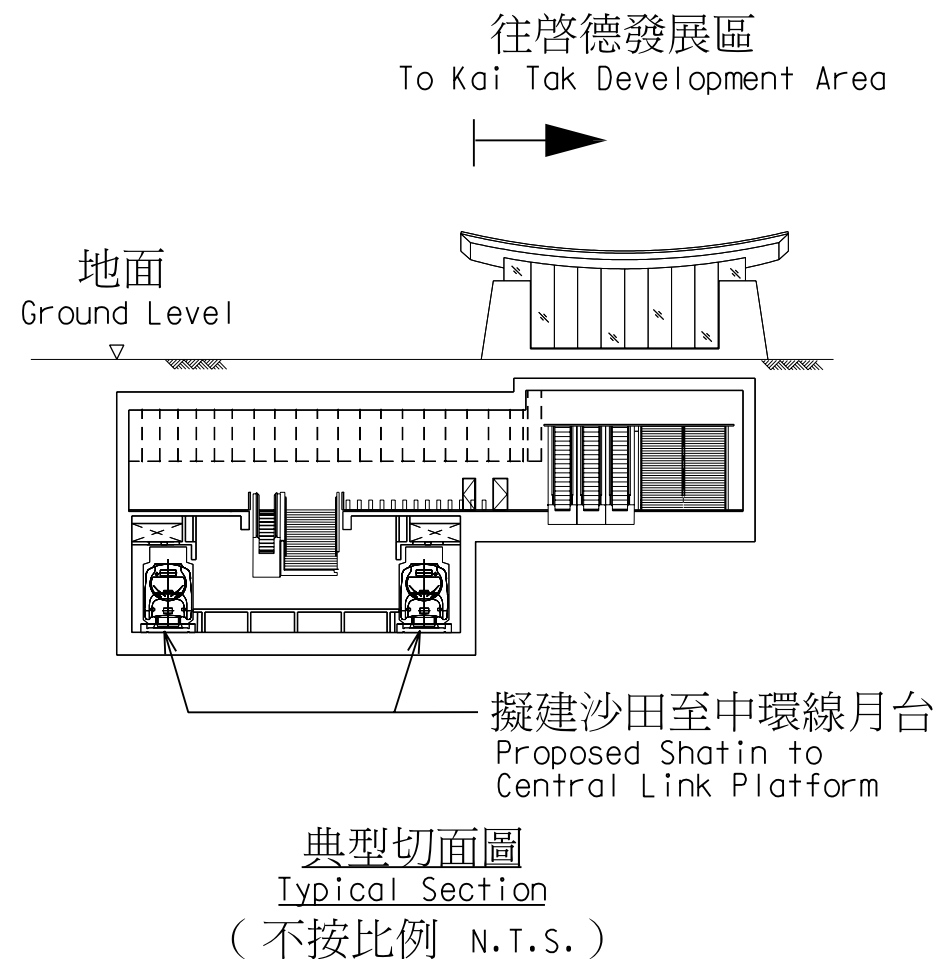 往啓德發展區
To Kai Tak Development Area
地面
Ground Level
擬建沙田至中環線月台
Proposed Shatin to
Central Link Platform
典型切面圖
Typical Section
(不按比例 N.T.S.)